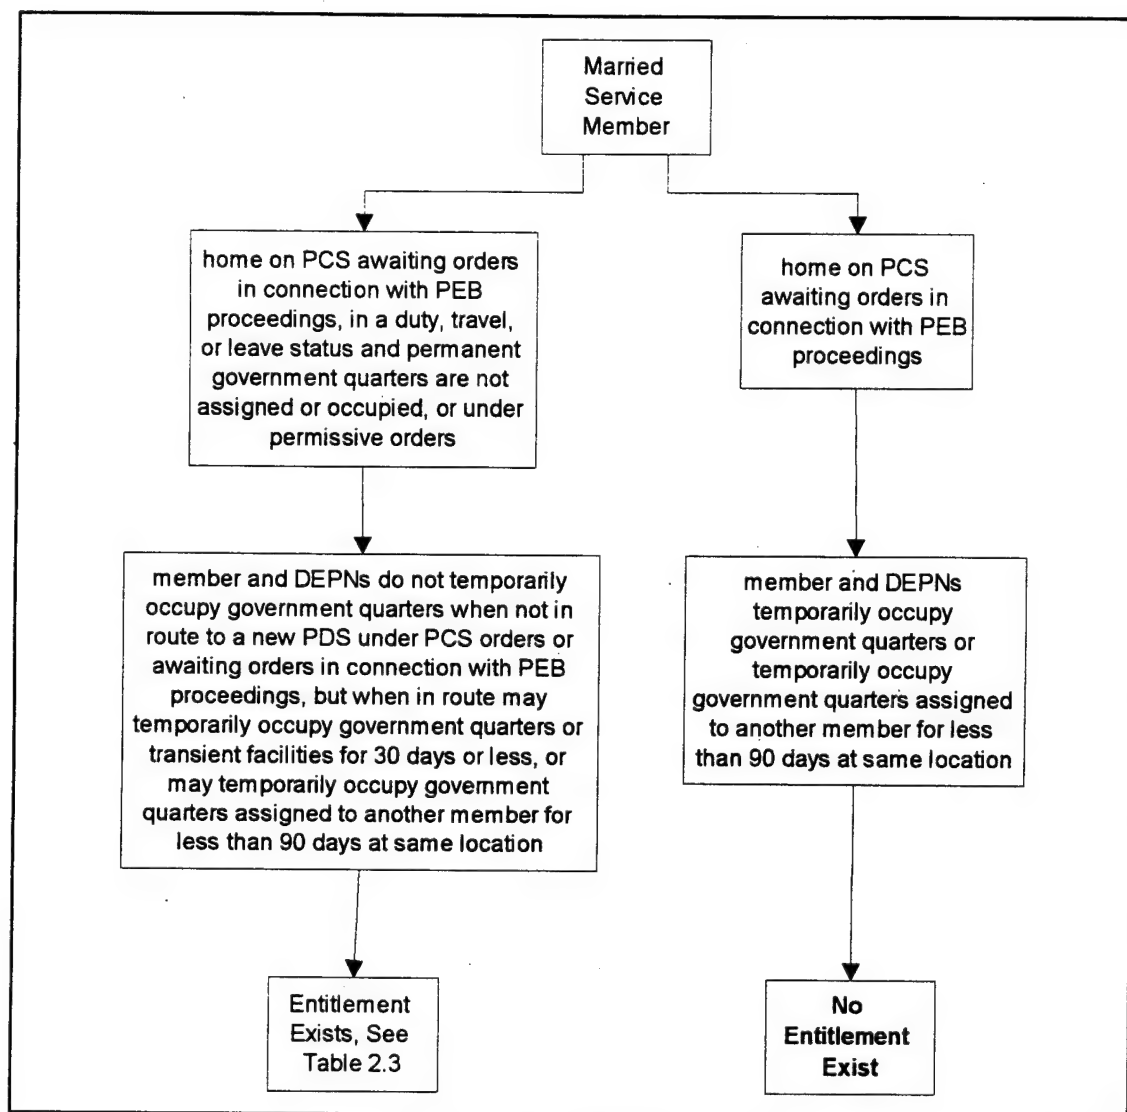 Married
Service
Member
home on PCS awaiting orders
in connection with PEB
proceedings, in a duty, travel,
or leave status and permanent
government quarters are not
assigned or occupied, or under
permissive orders
home on PCS
awaiting orders in
connection with PEB
proceedings
member and DEPNs do not temporarily
occupy government quarters when not in
route to a new PDS under PCS orders or
awaiting orders in connection with PEB
proceedings, but when in route may
temporarily occupy government quarters or
transient facilities for 30 days or less, or
may temporarily occupy government
quarters assigned to another member for
less than 90 days at same location
member and DEPNs
temporarily occupy
government quarters or
temporarily occupy
government quarters assigned
to another member for less
than 90 days at same location
Entitlement
Exists, See
Table 2.3
No
Entitlement
Exist